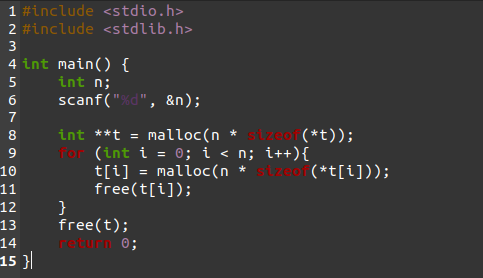 1 #include <stdio.h>
2 #include <stdlib.h>
3
4 int main() {
5     int n;
6     scanf("%d", &n);
7
8     int **t = malloc(n * sizeof(*t));
9     for (int i = 0; i < n; i++){
10         t[i] = malloc(n * sizeof(*t[i]));
11         free(t[i]);
12     }
13     free(t);
14     return 0;
15 }